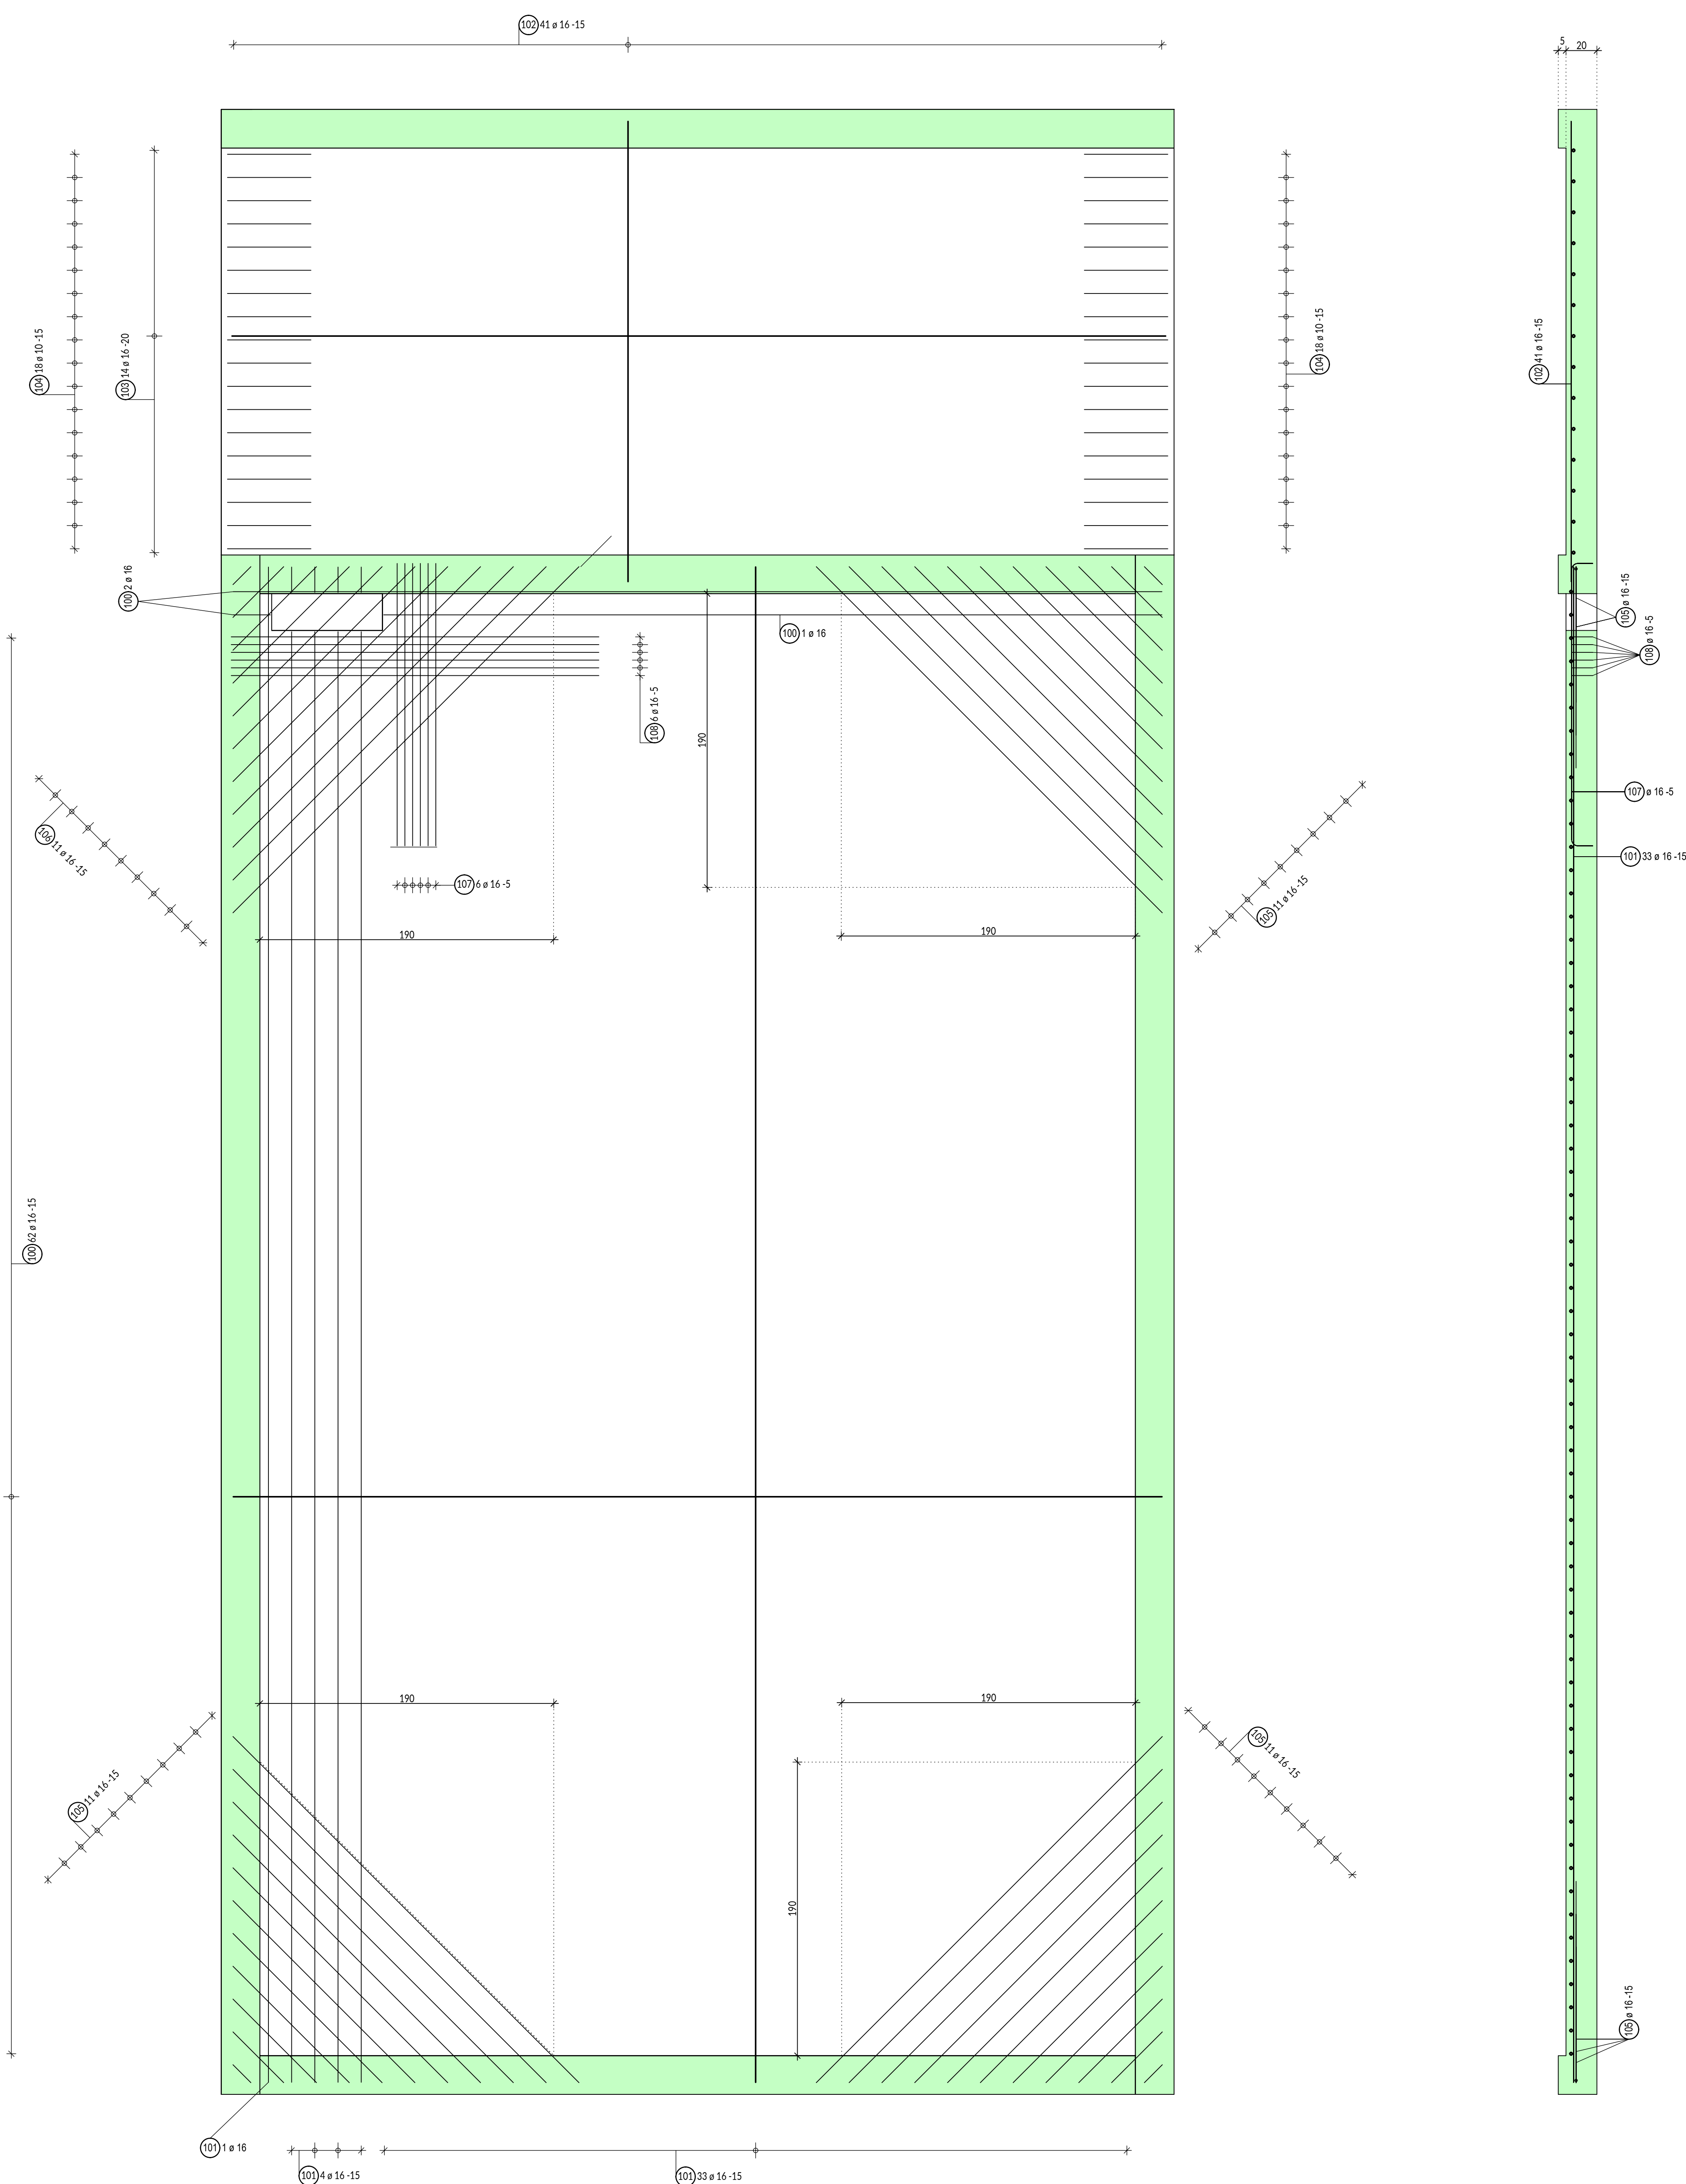 102 41 ø 16 -15
5
20
104 18 ø 10 -15
103 14 ø 16 -20
104 18 ø 10 -15
102 41 ø 16 -15
100 2 ø 16
100 1 ø 16
105 ø 16 -15
108 ø 16 -5
108 6 ø 16 -5
190
107 ø 16 -5
106 11 ø 16 -15
101 33 ø 16 -15
107 6 ø 16 -5
105 11 ø 16 -15
190
190
100 62 ø 16 -15
190
190
105 11 ø 16 -15
105 11 ø 16 -15
190
105 ø 16 -15
101 1 ø 16
101 4 ø 16 -15
101 33 ø 16 -15